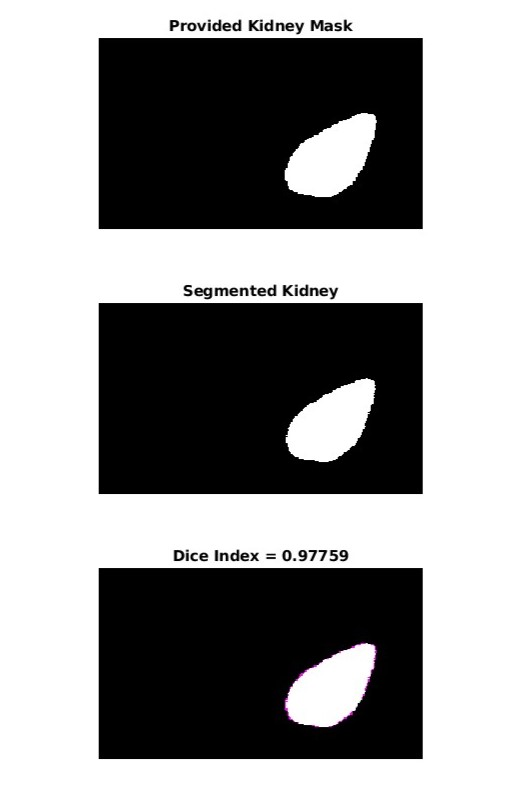 Provided Kidney Mask
Segmented Kidney
Dice Index = 0.97759